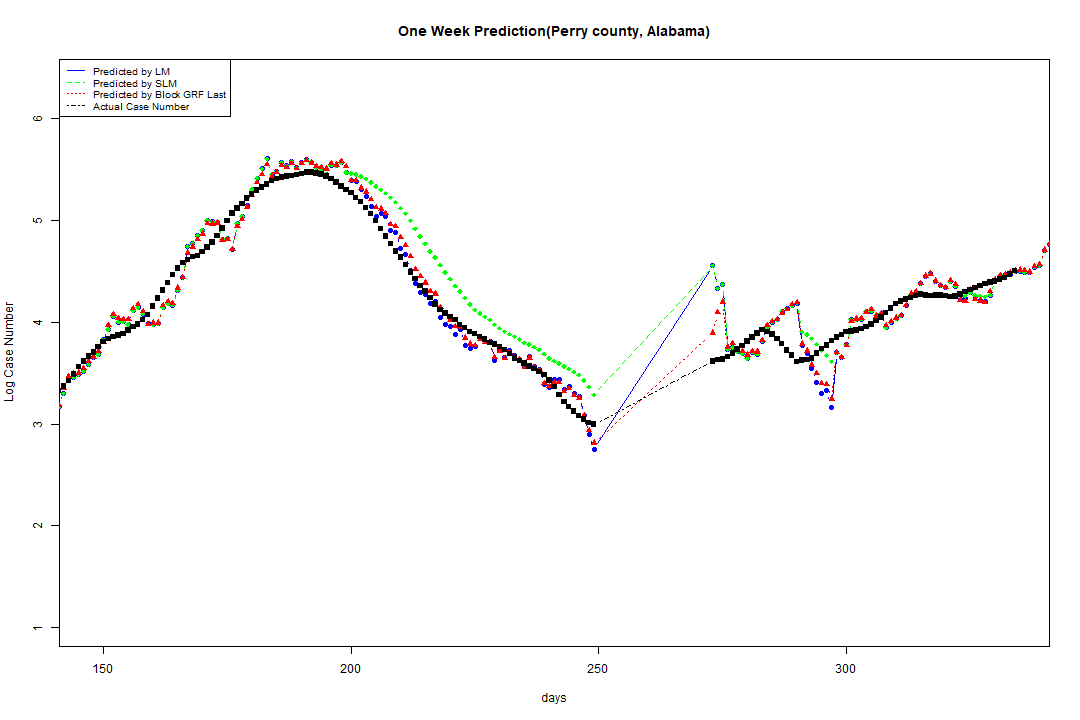 One Week Prediction(Perry county, Alabama)
Predicted by LM
Predicted by SLM
Predicted by Block GRF Last
Actual Case Number
6
5
4
3
2
1
Log Case Number
150 200 250 300
days